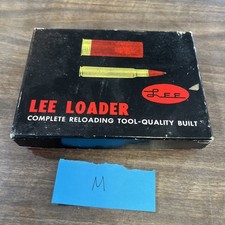 LEE LOADER
LEE
COMPLETE RELOADING TOOL-QUALITY BUILT
M